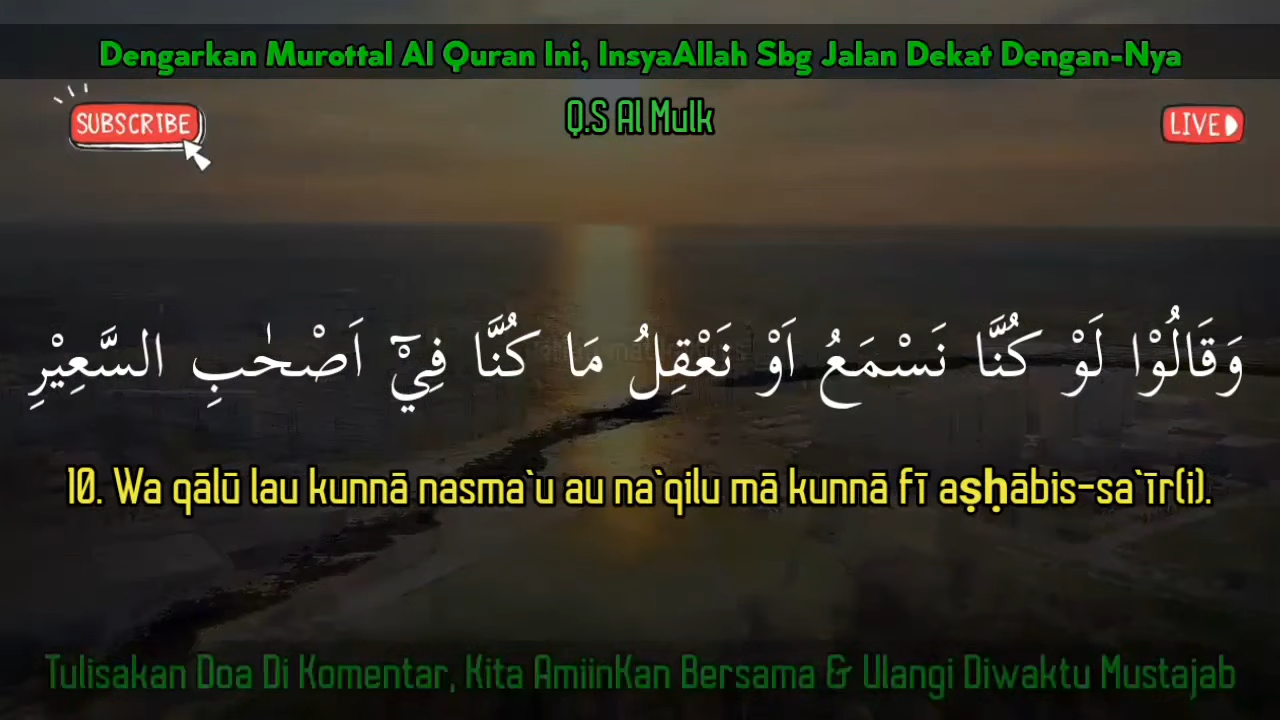 Dengarkan Murottal Al Quran Ini, InsyaAllah Sbg Jalan Dekat Dengan-Nya
SUBSCRIBE
Q.S Al Mulk
LIVE
وَقَالُوْا لَوْ كُنَّا نَسْمَعُ اَوْ نَعْقِلُ مَا كُنَّا فِيْٓ اَصْحٰبِ السَّعِيْرِ
10. Wa qālū lau kunnā nasma`u au na`qilu mā kunnā fī aṣḥābis-sa`īr(i).
Tulisakan Doa Di Komentar, Kita AmiinKan Bersama & Ulangi Diwaktu Mustajab